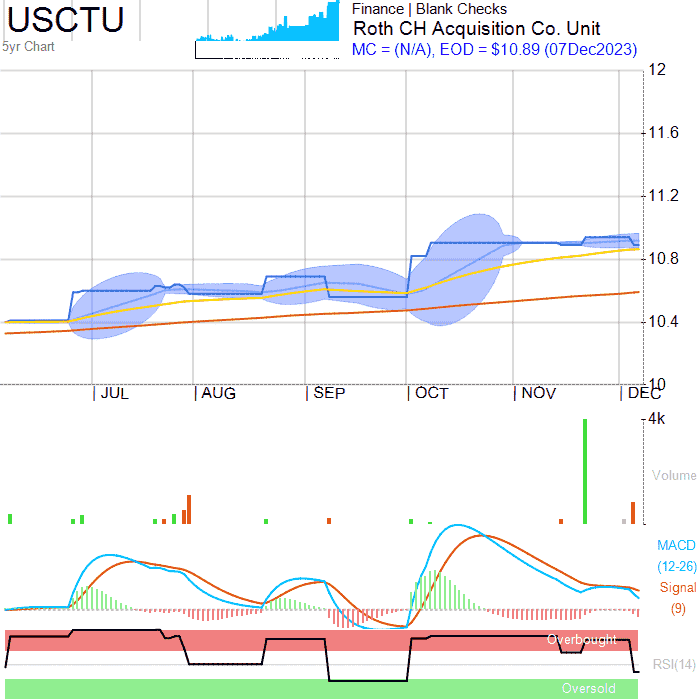 USCTU
5yr Chart
Finance | Blank Checks
Roth CH Acquisition Co. Unit
MC = (N/A), EOD = $10.89 (07Dec2023)
12
11.6
11.2
10.8
10.4
10
JUL AUG SEP OCT NOV DEC
4k
Volume
MACD
(12-26)
Signal
(9)
Overbought
RSI(14)
Oversold